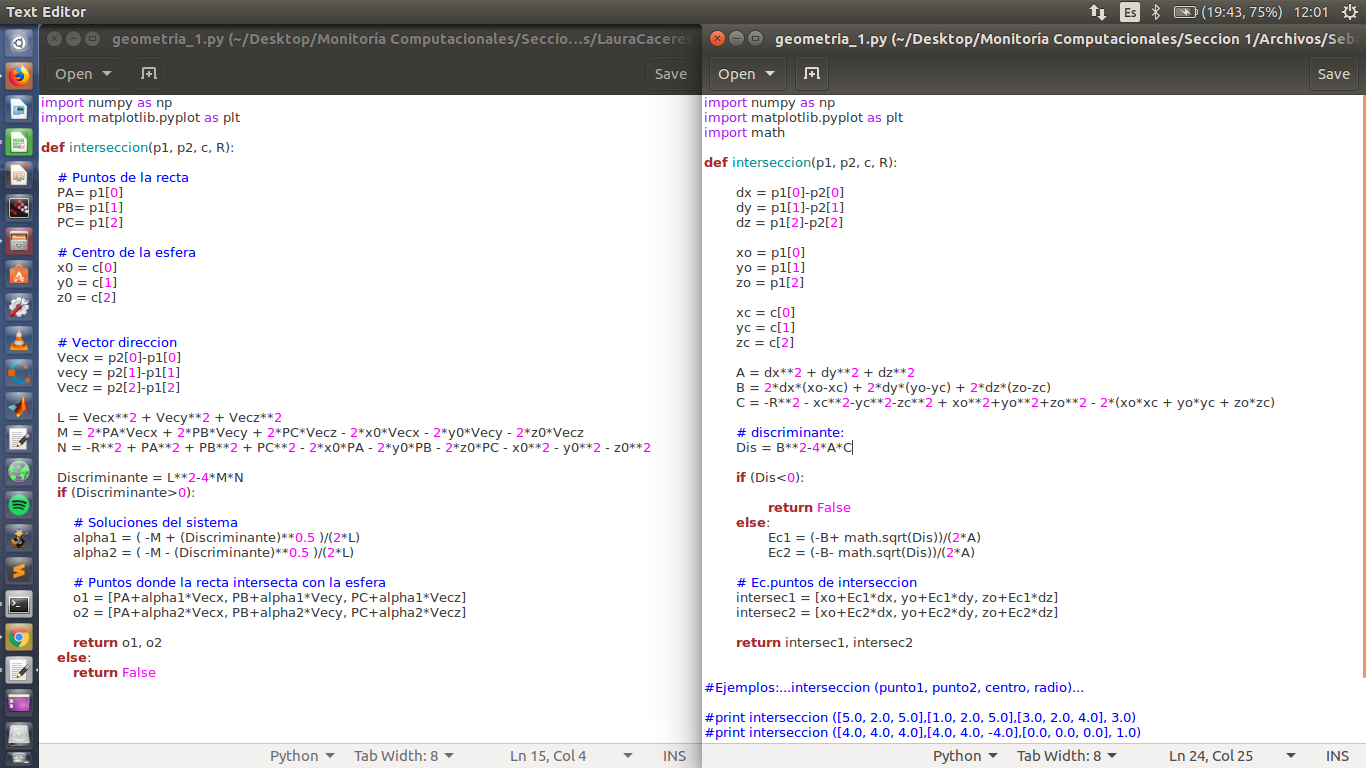 Text Editor
Es
(19:43, 75%)
12:01
geometria_1.py (~/Desktop/Monitoría Computacionales/Seccio...s/LauraCaceres
Open
Save
import numpy as np
import matplotlib.pyplot as plt
def interseccion(p1, p2, c, R):
# Puntos de la recta
PA= p1[0]
PB= p1[1]
PC= p1[2]
# Centro de la esfera
x0 = c[0]
y0 = c[1]
z0 = c[2]
# Vector direccion
Vecx = p2[0]-p1[0]
vecy = p2[1]-p1[1]
Vecz = p2[2]-p1[2]
L = Vecx**2 + Vecy**2 + Vecz**2
M = 2*PA*Vecx + 2*PB*Vecy + 2*PC*Vecz - 2*x0*Vecx - 2*y0*Vecy - 2*z0*Vecz
N = -R**2 + PA**2 + PB**2 + PC**2 - 2*x0*PA - 2*y0*PB - 2*z0*PC - x0**2 - y0**2 - z0**2
Discriminante = L**2-4*M*N
if (Discriminante>0):
# Soluciones del sistema
alpha1 = ( -M + (Discriminante)**0.5 )/(2*L)
alpha2 = ( -M - (Discriminante)**0.5 )/(2*L)
# Puntos donde la recta intersecta con la esfera
o1 = [PA+alpha1*Vecx, PB+alpha1*Vecy, PC+alpha1*Vecz]
o2 = [PA+alpha2*Vecx, PB+alpha2*Vecy, PC+alpha2*Vecz]
return o1, o2
else:
return False
Python
Tab Width: 8
Ln 15, Col 4
INS
geometria_1.py (~/Desktop/Monitoría Computacionales/Seccion 1/Archivos/Seba
Open
Save
import numpy as np
import matplotlib.pyplot as plt
import math
def interseccion(p1, p2, c, R):
dx = p1[0]-p2[0]
dy = p1[1]-p2[1]
dz = p1[2]-p2[2]
xo = p1[0]
yo = p1[1]
zo = p1[2]
xc = c[0]
yc = c[1]
zc = c[2]
A = dx**2 + dy**2 + dz**2
B = 2*dx*(xo-xc) + 2*dy*(yo-yc) + 2*dz*(zo-zc)
C = -R**2 - xc**2-yc**2-zc**2 + xo**2+yo**2+zo**2 - 2*(xo*xc + yo*yc + zo*zc)
# discriminante:
Dis = B**2-4*A*C
if (Dis<0):
return False
else:
Ec1 = (-B+ math.sqrt(Dis))/(2*A)
Ec2 = (-B- math.sqrt(Dis))/(2*A)
# Ec.puntos de interseccion
intersec1 = [xo+Ec1*dx, yo+Ec1*dy, zo+Ec1*dz]
intersec2 = [xo+Ec2*dx, yo+Ec2*dy, zo+Ec2*dz]
return intersec1, intersec2
#Ejemplos:...interseccion (punto1, punto2, centro, radio)...
#print interseccion ([5.0, 2.0, 5.0],[1.0, 2.0, 5.0],[3.0, 2.0, 4.0], 3.0)
#print interseccion ([4.0, 4.0, 4.0],[4.0, 4.0, -4.0],[0.0, 0.0, 0.0], 1.0)
Python
Tab Width: 8
Ln 24, Col 25
INS